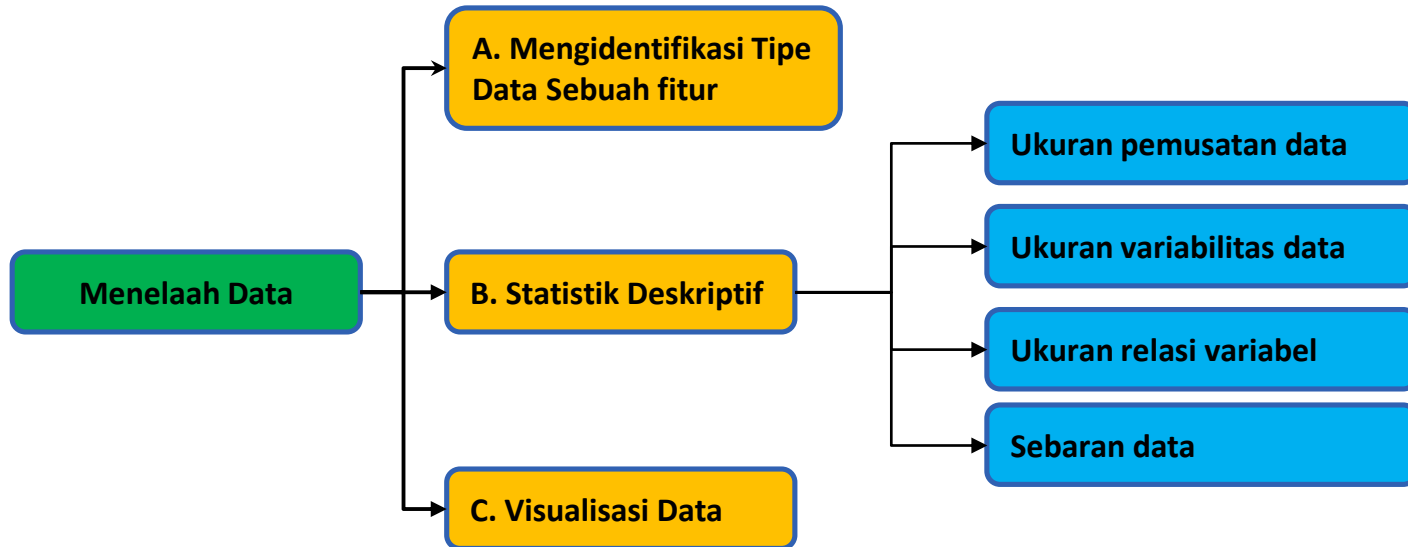 A. Mengidentifikasi Tipe
Data Sebuah fitur
Ukuran pemusatan data
Ukuran variabilitas data
Menelaah Data
B. Statistik Deskriptif
Ukuran relasi variabel
Sebaran data
C. Visualisasi Data